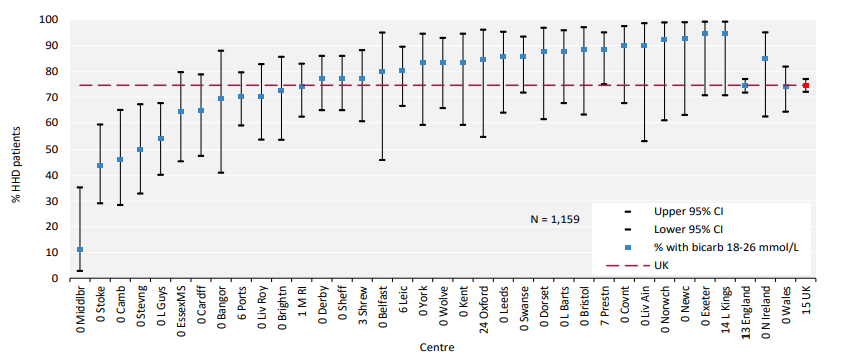 100
90
80
70
60
50
40
30
20
10
0
% HHD patients
N = 1,159
Upper 95% CI
Lower 95% CI
% with bicarb 18-26 mmol/L
UK
0 Middlbr
0 Stoke
0 Camb
0 Stevng
0 L Guys
0 EssexMS
0 Cardff
0 Bangor
6 Ports
0 Liv Roy
0 Brightn
1 M RI
0 Derby
0 Sheff
3 Shrew
0 Belfast
6 Leic
0 York
0 Wolve
0 Kent
24 Oxford
0 Leeds
0 Swanse
0 Dorset
0 L Barts
0 Bristol
7 Prestn
0 Covnt
0 Liv Ain
0 Norwch
0 Newc
0 Exeter
14 L Kings
13 England
0 N Ireland
0 Wales
15 UK
Centre